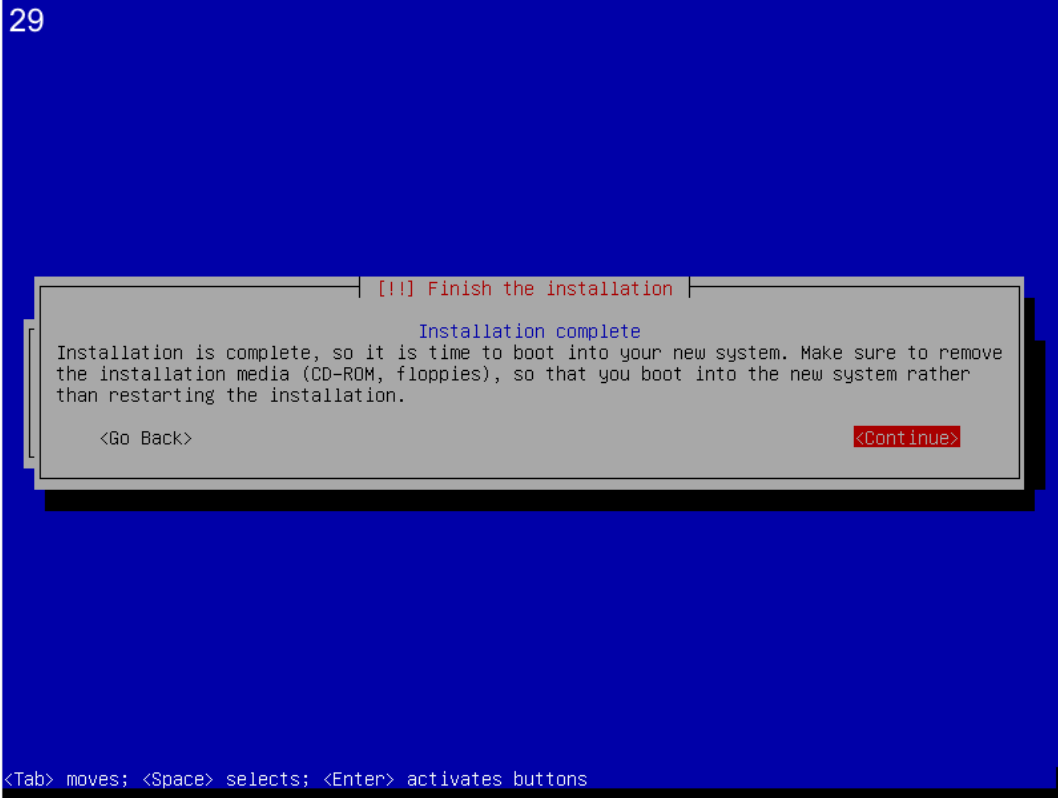 29
[!!] Finish the installation
Installation complete
Installation is complete, so it is time to boot into your new system. Make sure to remove
the installation media (CD-ROM, floppies), so that you boot into the new system rather
than restarting the installation.
<Go Back> <Continue>
<Tab> moves; <Space> selects; <Enter> activates buttons